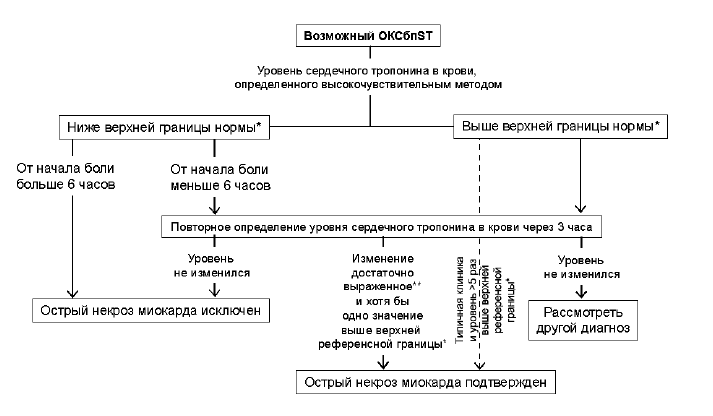 Возможный ОКСбпST
Уровень сердечного тропонина в крови,
определенного высокочувствительным методом
Ниже верхней границы нормы*
Выше верхней границы нормы*
От начала боли
больше 6 часов
От начала боли
меньше 6 часов
Повторное определение уровня сердечного тропонина в крови через 3 часа
Уровень
не изменился
Изменение
достаточно
выраженное**
и хотя бы
одно значение
выше верхней
референсной границы*
Типичная клиника
и уровень >5 раз
выше верхней
референсной
границы*
Уровень
не изменился
Острый некроз миокарда исключен
Рассмотреть
другой диагноз
Острый некроз миокарда подтвержден